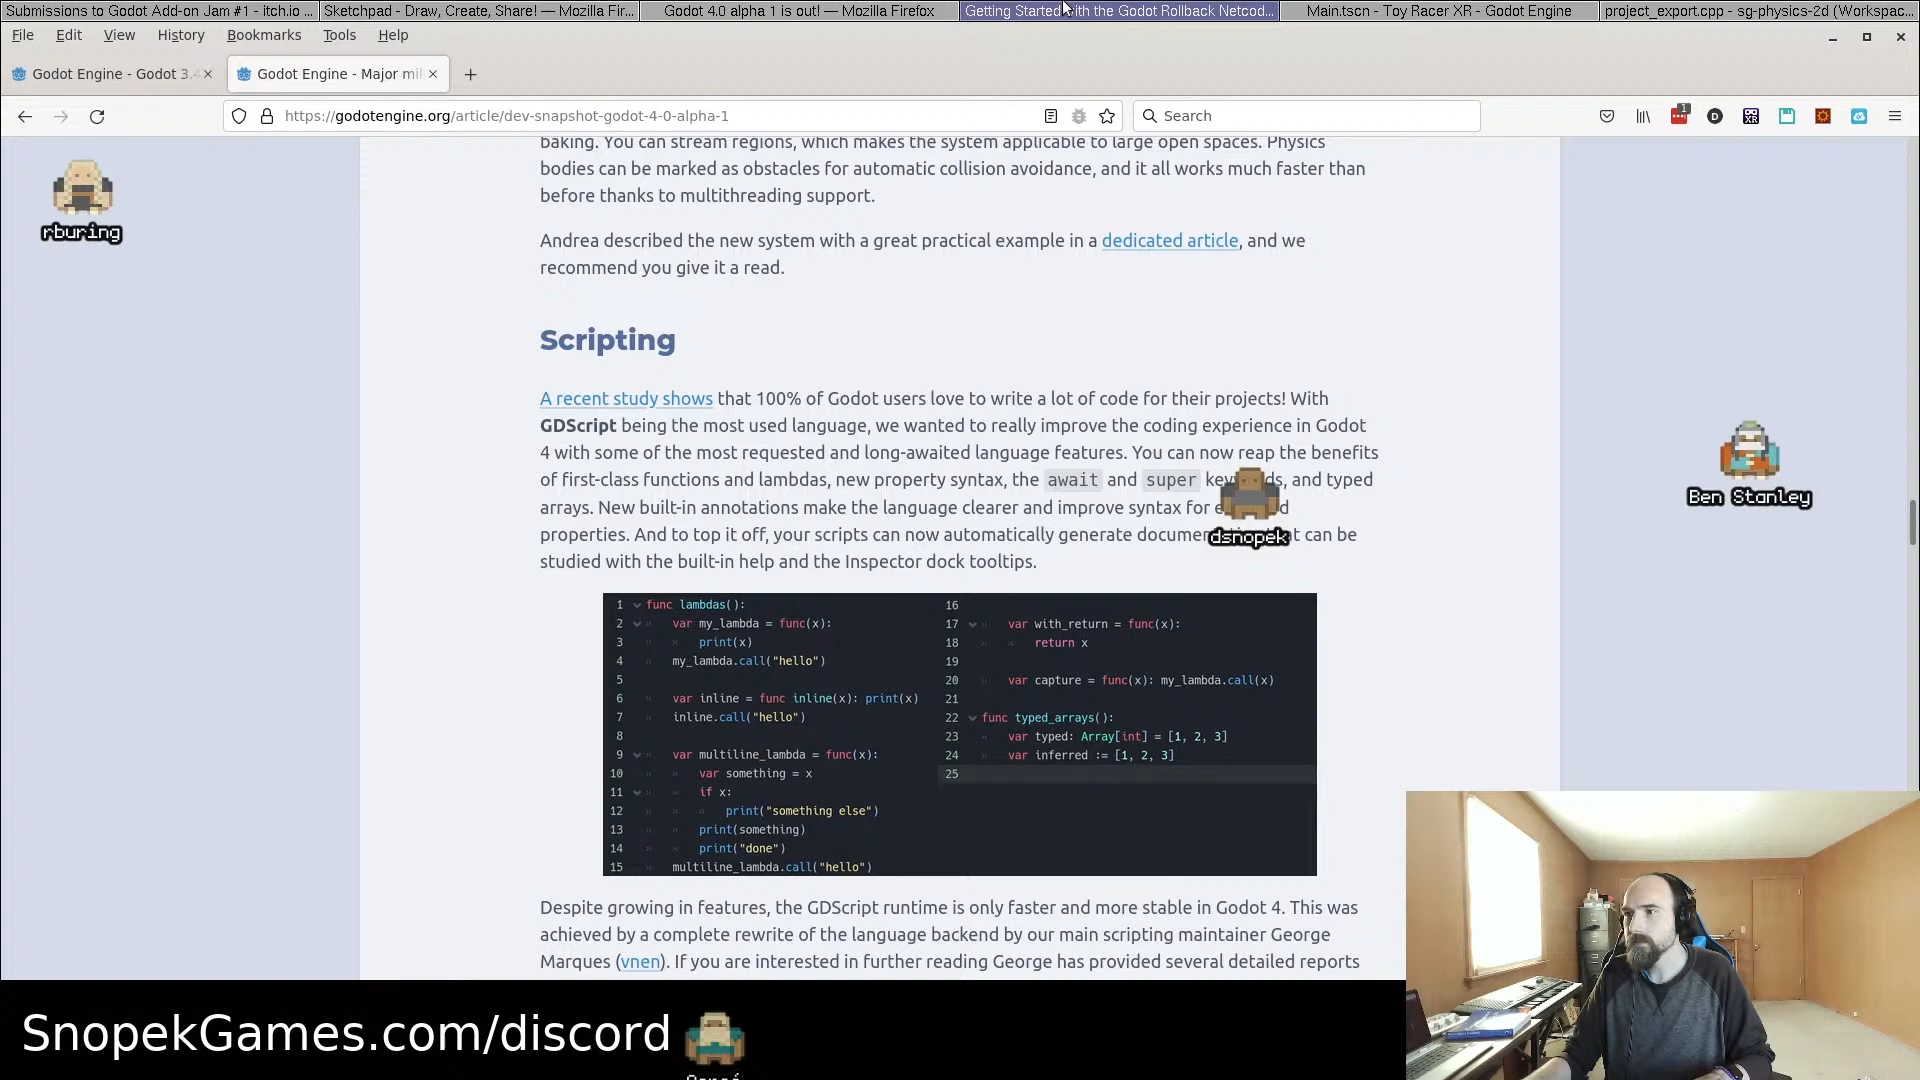 Submissions to Godot Add-on Jam #1 - itch.io ...
Sketchpad - Draw, Create, Share! — Mozilla Fir...
Godot 4.0 alpha 1 is out! — Mozilla Firefox
Getting Started with the Godot Rollback Netcod...
Main.tscn - Toy Racer XR - Godot Engine
project_export.cpp - sg-physics-2d (Workspac...
File Edit View History Bookmarks Tools Help
Godot Engine - Godot 3.4
Godot Engine - Major mil
https://godotengine.org/article/dev-snapshot-godot-4-0-alpha-1
Search
1
baking. You can stream regions, which makes the system applicable to large open spaces. Physics
bodies can be marked as obstacles for automatic collision avoidance, and it all works much faster than
before thanks to multithreading support.
rburing
Andrea described the new system with a great practical example in a dedicated article, and we
recommend you give it a read.
Scripting
A recent study shows that 100% of Godot users love to write a lot of code for their projects! With
GDScript being the most used language, we wanted to really improve the coding experience in Godot
4 with some of the most requested and long-awaited language features. You can now reap the benefits
of first-class functions and lambdas, new property syntax, the await and super and typed
arrays. New built-in annotations make the language clearer and improve syntax for
properties. And to top it off, your scripts can now automatically generate can be
studied with the built-in help and the Inspector dock tooltips.
dsnopek
Ben Stanley
1 func lambdas():
2 var my_lambda = func(x):
3 print(x)
4 my_lambda.call("hello")
5
6 var inline = func inline(x): print(x)
7 inline.call("hello")
8
9 var multiline_lambda = func(x):
10 var something = x
11 if x:
12 print("something else")
13 print(something)
14 print("done")
15 multiline_lambda.call("hello")
16
17 var with_return = func(x):
18 return x
19
20 var capture = func(x): my_lambda.call(x)
21
22 func typed_arrays():
23 var typed: Array[int] = [1, 2, 3]
24 var inferred := [1, 2, 3]
25
Despite growing in features, the GDScript runtime is only faster and more stable in Godot 4. This was
achieved by a complete rewrite of the language backend by our main scripting maintainer George
Marques (vnen). If you are interested in further reading George has provided several detailed reports
SnopekGames.com/discord